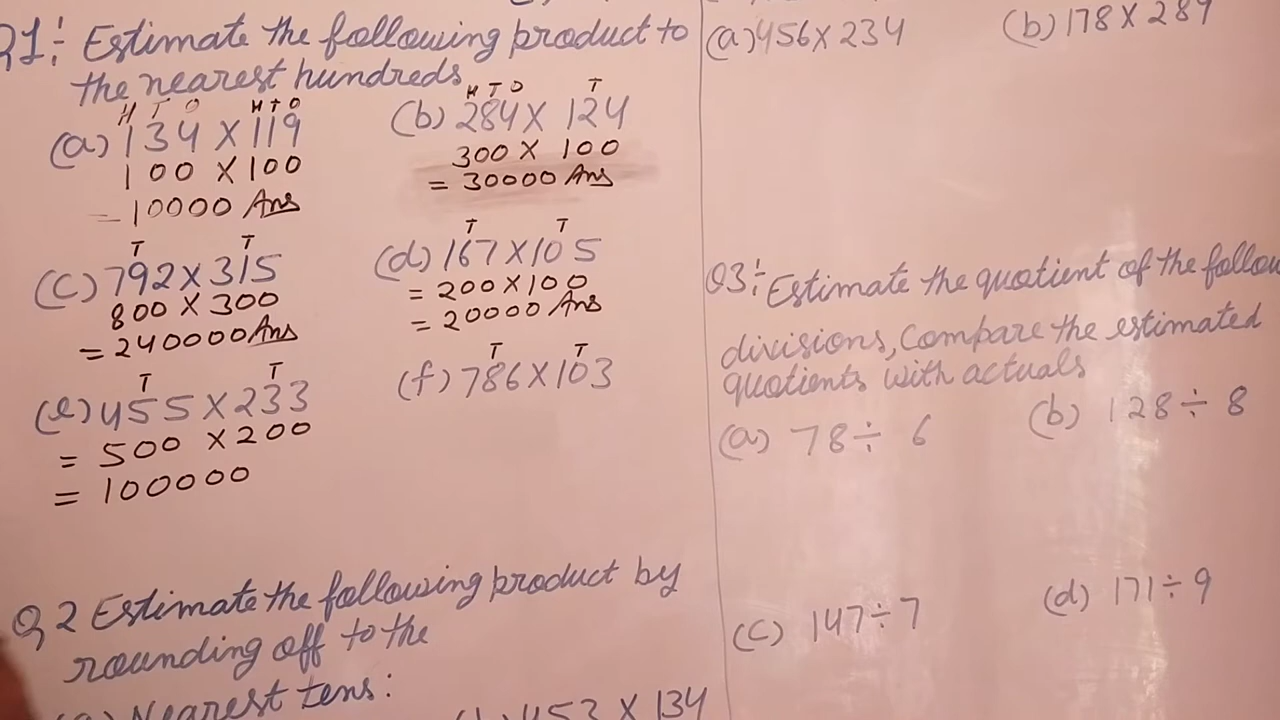 Q1:- Estimate the following product to
the nearest hundreds
H T O H T O
(a) 134 X 119
100 X 100
= 10000 Ans
H T O T
(b) 284 X 124
300 X 100
= 30000 Ans
T T
(c) 792 X 315
800 X 300
= 240000 Ans
T T
(d) 167 X 105
= 200 X 100
= 20000 Ans
T T
(e) 455 X 233
= 500 X 200
= 100000
T T
(f) 786 X 103
Q2 Estimate the following product by
rounding off to the
Nearest tens:
453 X 134
(a) 456 X 234
(b) 178 X 289
Q3:- Estimate the quotient of the follow
divisions, Compare the estimated
quotients with actuals
(a) 78 ÷ 6
(b) 128 ÷ 8
(c) 147 ÷ 7
(d) 171 ÷ 9